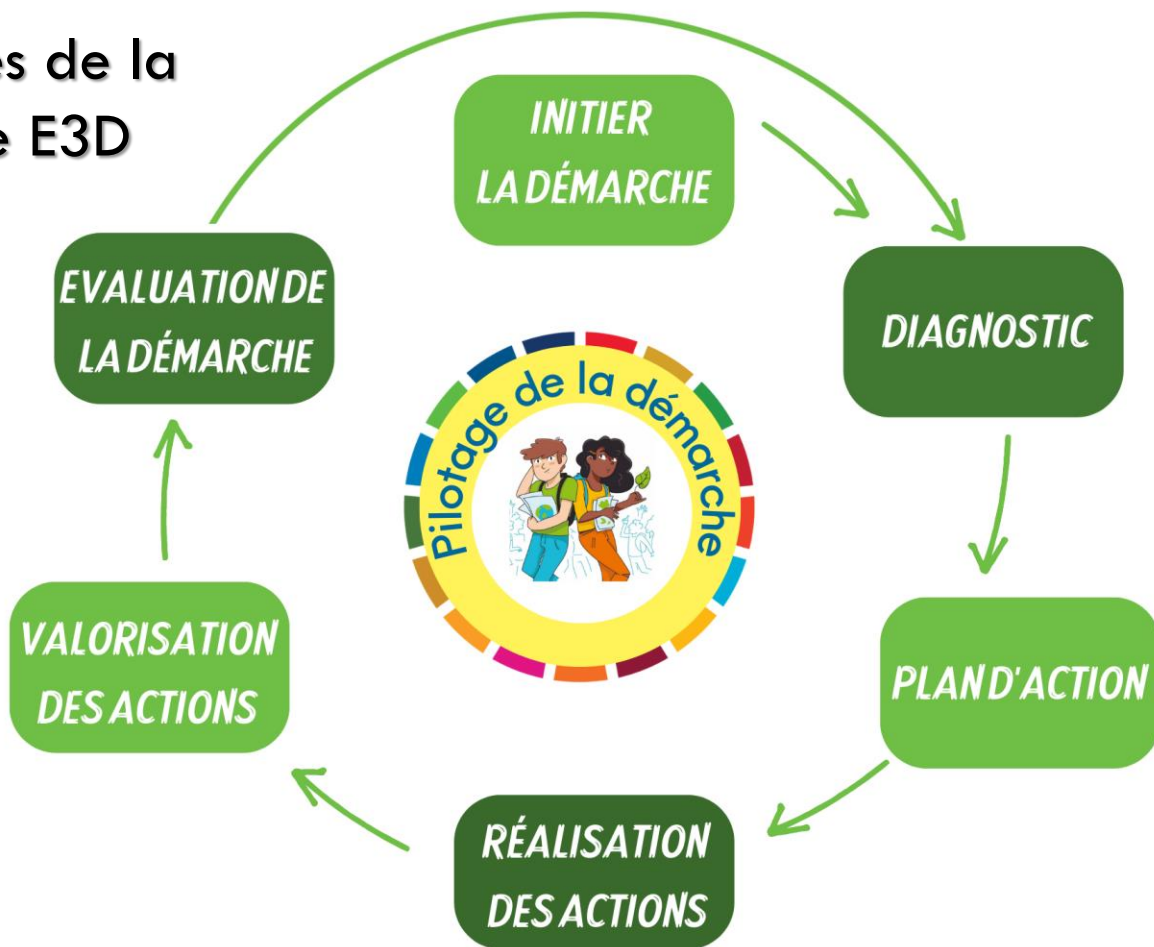 es de la
e E3D
INITIER
LA DÉMARCHE
DIAGNOSTIC
PLAN D'ACTION
RÉALISATION
DES ACTIONS
VALORISATION
DES ACTIONS
EVALUATION DE
LA DÉMARCHE
Pilotage de la démarche